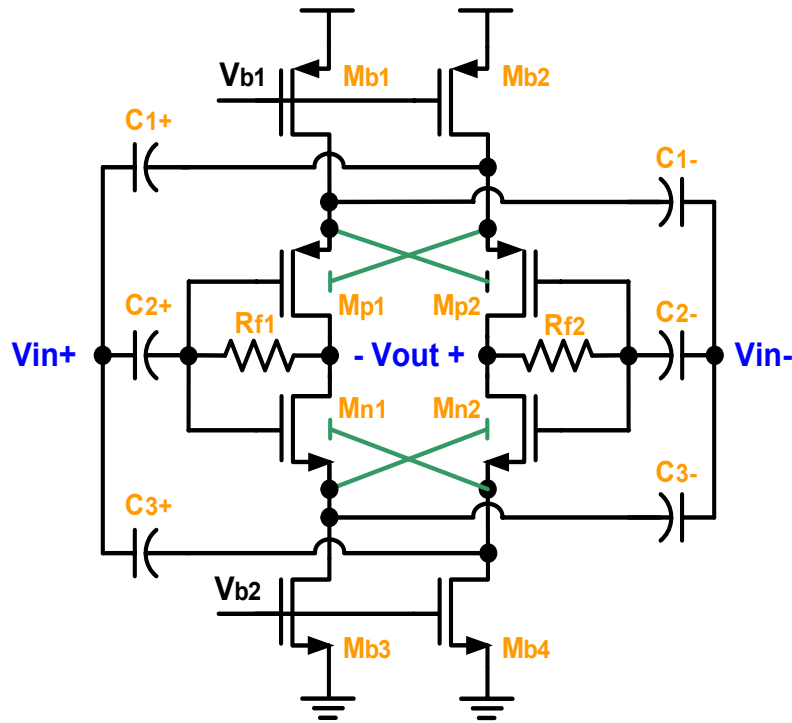 Vb1
Mb1
Mb2
C1+
C1-
Mp1
Mp2
C2+
Rf1
Rf2
C2-
Vin+
- Vout +
Vin-
Mn1
Mn2
C3+
C3-
Vb2
Mb3
Mb4